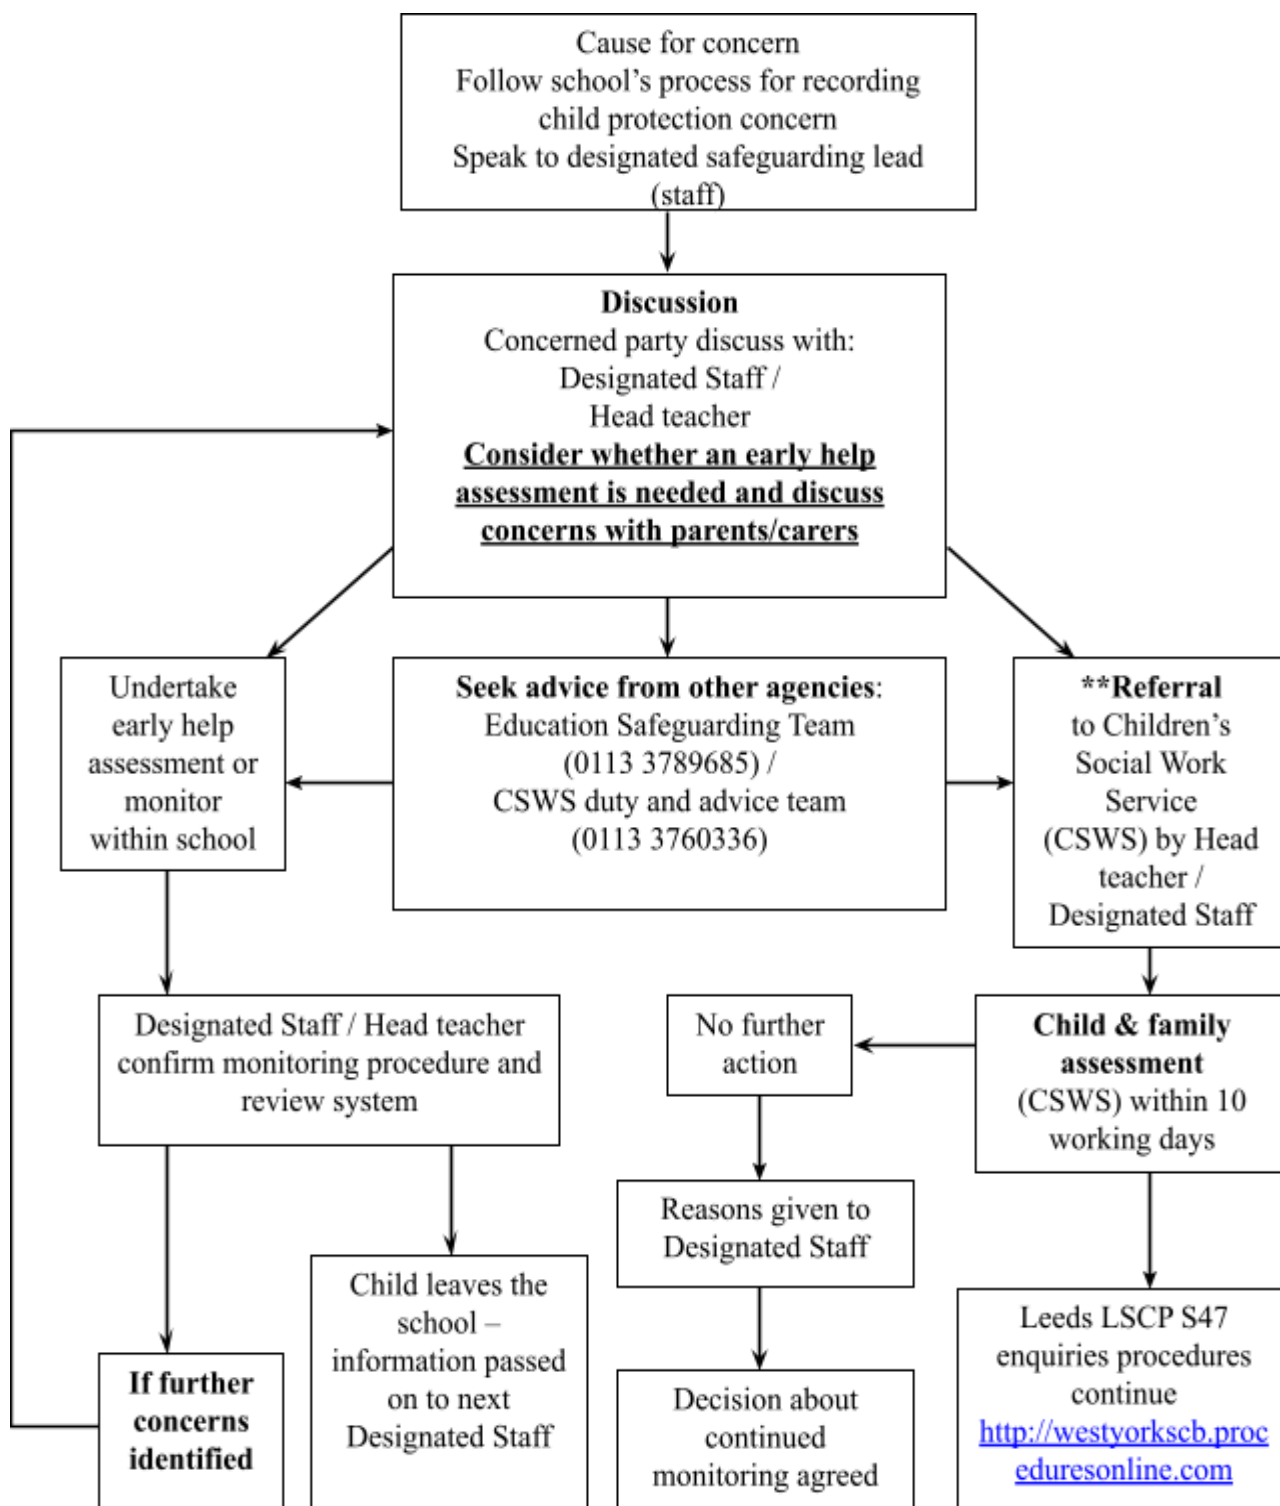 Cause for concern
Follow school’s process for recording
child protection concern
Speak to designated safeguarding lead
(staff)
Discussion
Concerned party discuss with:
Designated Staff /
Head teacher
Consider whether an early help
assessment is needed and discuss
concerns with parents/carers
Undertake
early help
assessment or
monitor
within school
Seek advice from other agencies:
Education Safeguarding Team
(0113 3789685) /
CSWS duty and advice team
(0113 3760336)
**Referral
to Children’s
Social Work
Service
(CSWS) by Head
teacher /
Designated Staff
Designated Staff / Head teacher
confirm monitoring procedure and
review system
No further
action
Child & family
assessment
(CSWS) within 10
working days
Reasons given to
Designated Staff
If further
concerns
identified
Child leaves the
school –
information passed
on to next
Designated Staff
Decision about
continued
monitoring agreed
Leeds LSCP S47
enquiries procedures
continue
http://westyorkscb.proc
eduresonline.com